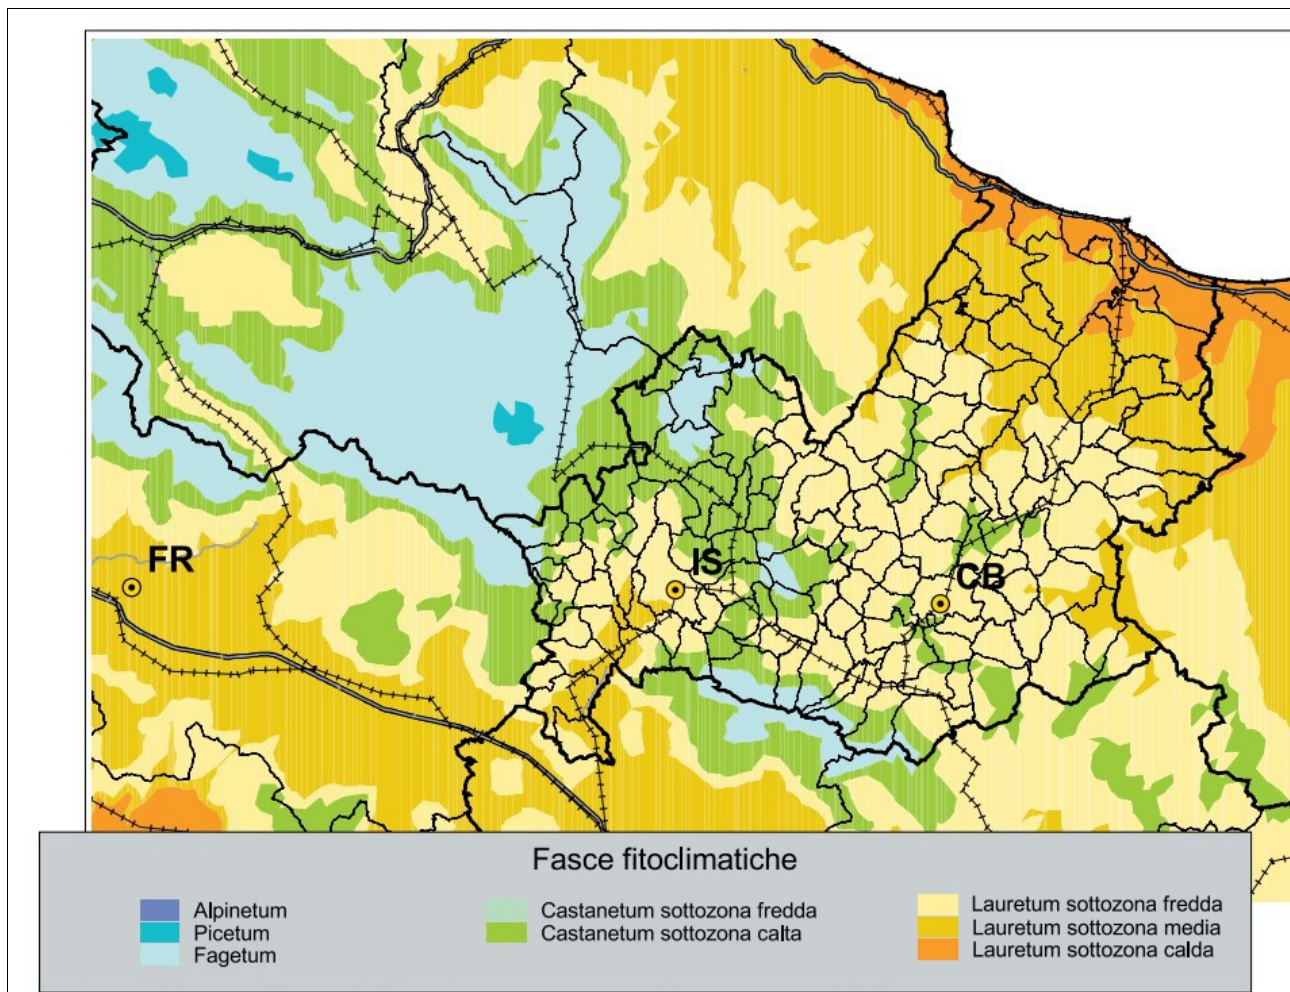 FR
IS
CB
Fasce fitoclimatiche
Alpinetum
Picetum
Fagetum
Castanetum sottozona fredda
Castanetum sottozona calta
Lauretum sottozona fredda
Lauretum sottozona media
Lauretum sottozona calda